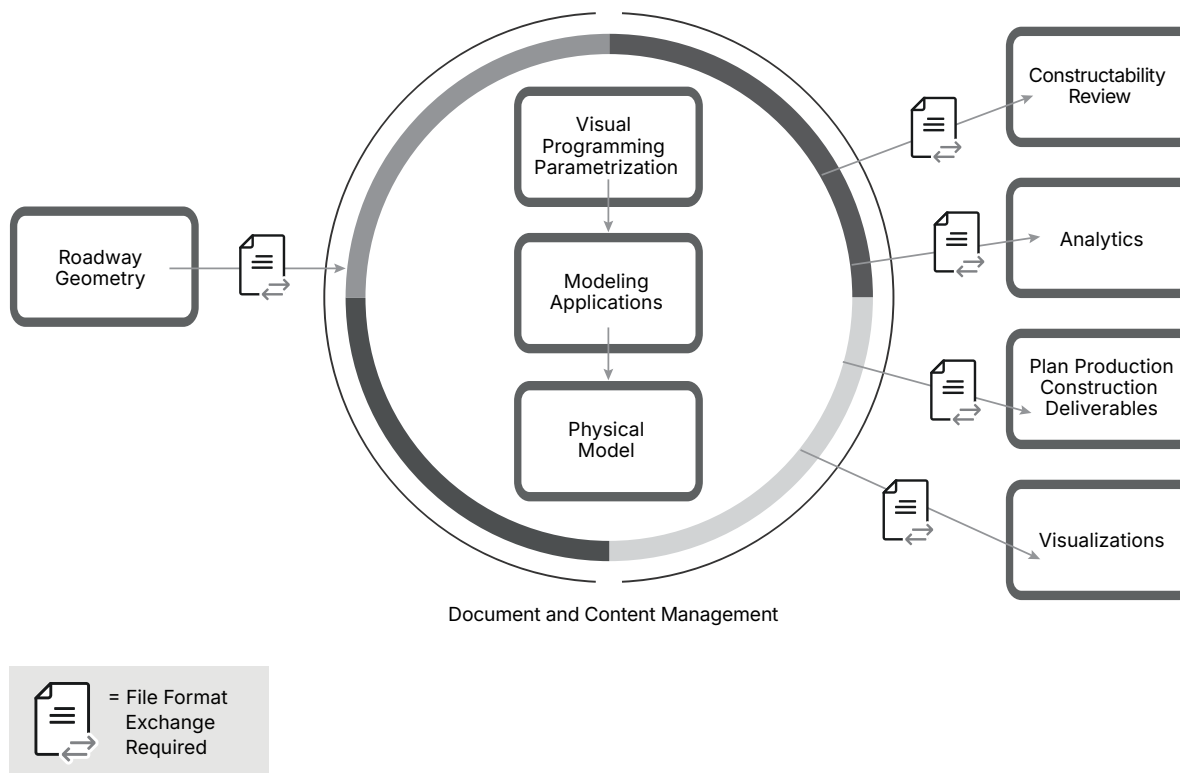 Roadway
Geometry
Visual
Programming
Parametrization
Modeling
Applications
Physical
Model
Constructability
Review
Analytics
Plan Production
Construction
Deliverables
Visualizations
Document and Content Management
= File Format
Exchange
Required